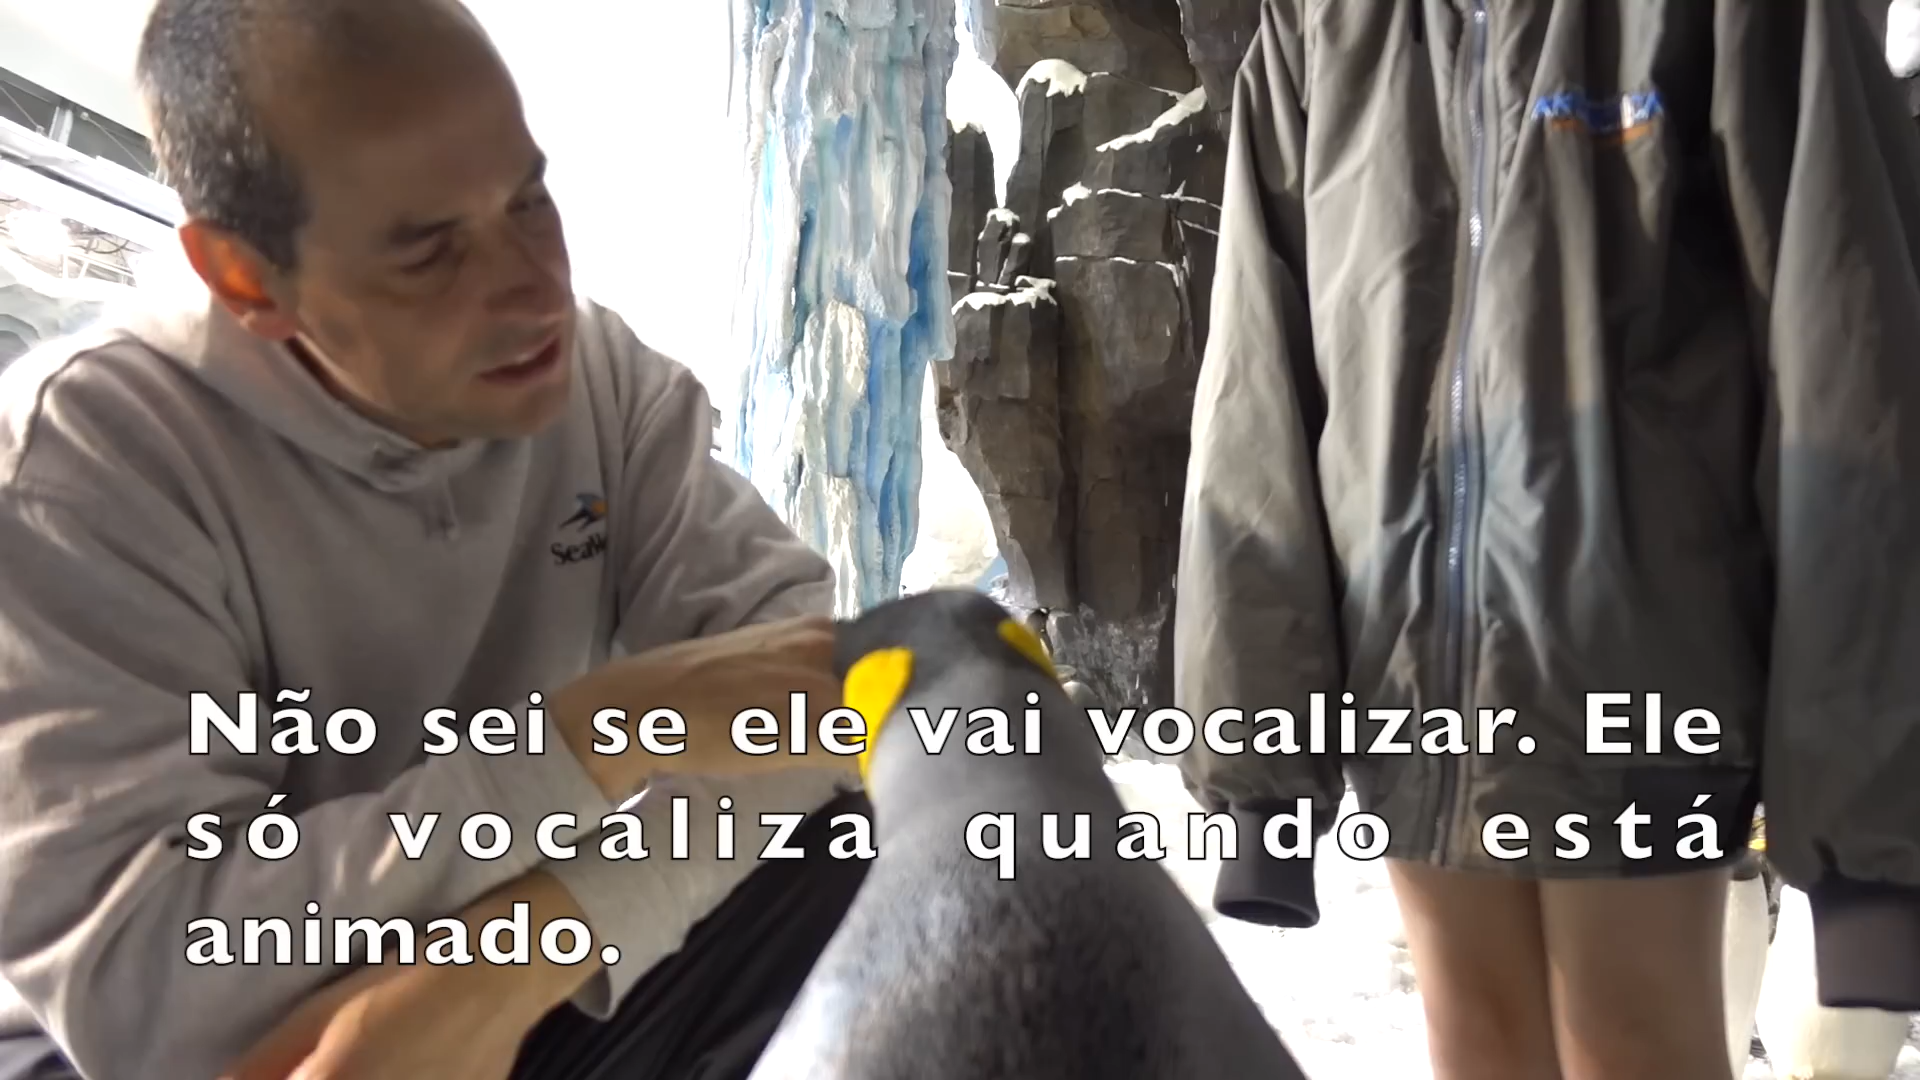 Não sei se ele vai vocalizar. Ele
só vocaliza quando está
animado.